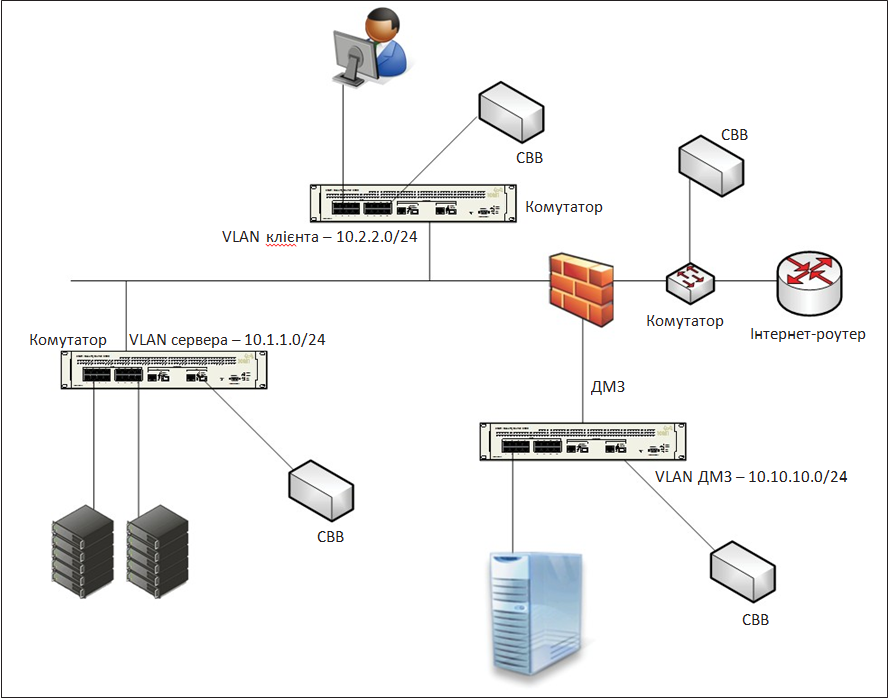 СВВ
СВВ
Комутатор
VLAN клієнта – 10.2.2.0/24
Комутатор
Інтернет-роутер
Комутатор
VLAN сервера – 10.1.1.0/24
ДМЗ
VLAN ДМЗ – 10.10.10.0/24
СВВ
СВВ